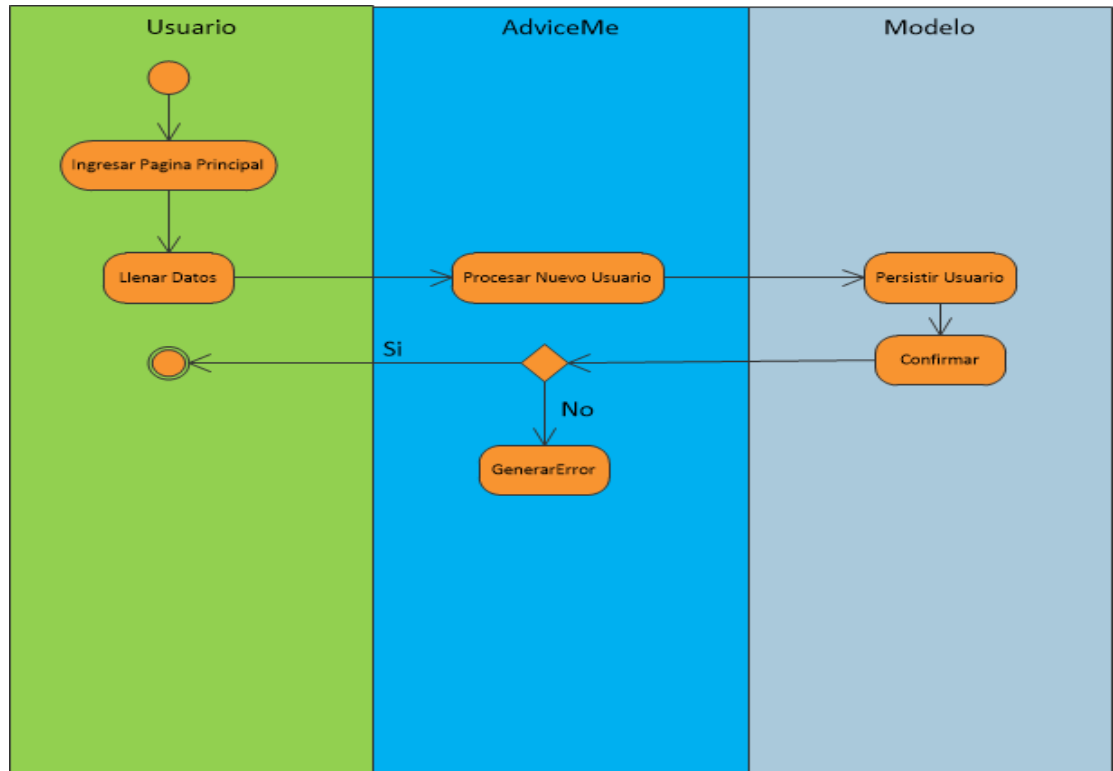 Usuario
AdviceMe
Modelo
Ingresar Pagina Principal
Llenar Datos
Procesar Nuevo Usuario
Persistir Usuario
Si
Confirmar
No
GenerarError